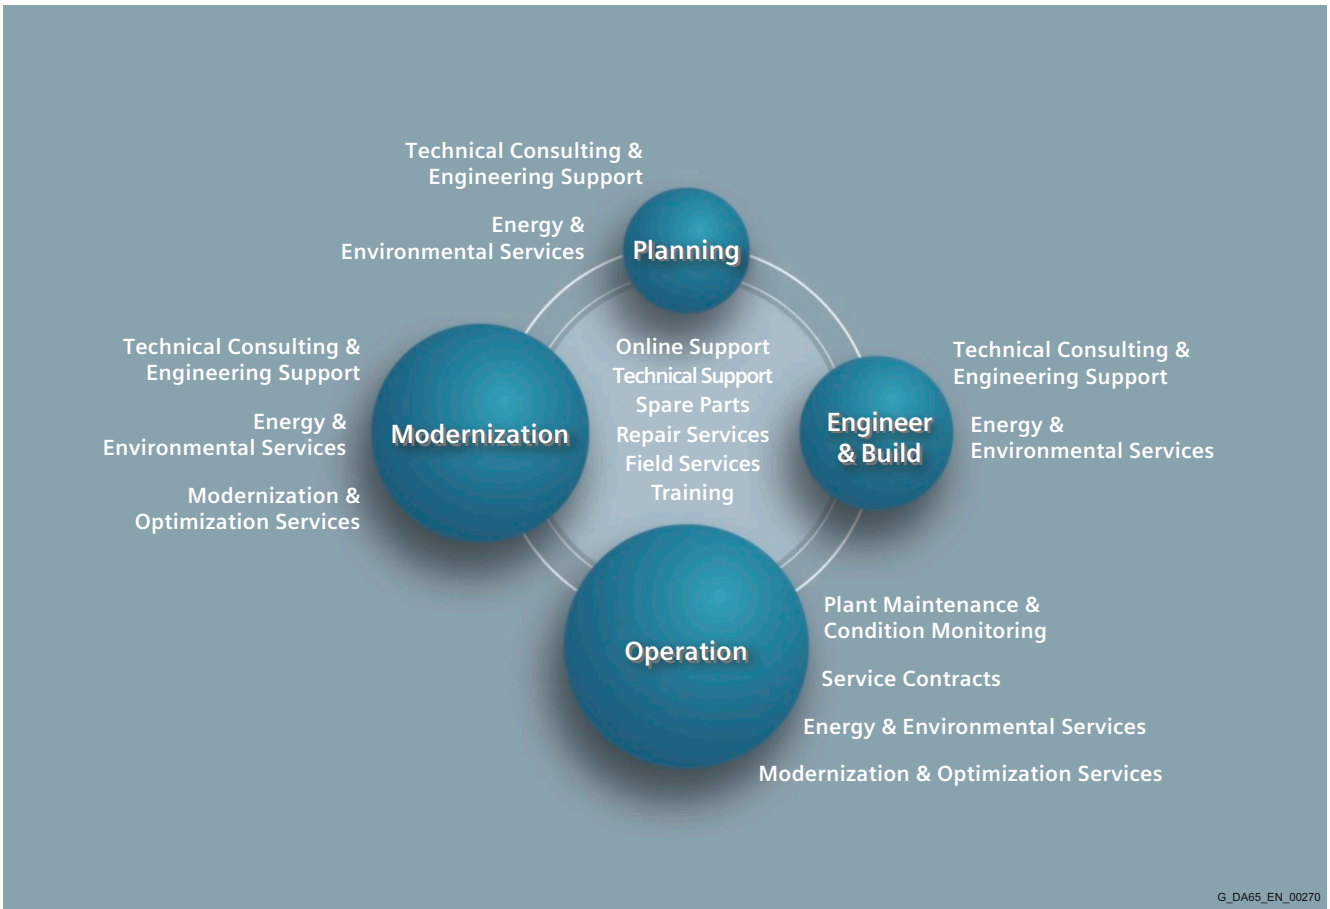 Technical Consulting &
Engineering Support
Energy &
Environmental Services
Planning
Technical Consulting &
Engineering Support
Energy &
Environmental Services
Modernization &
Optimization Services
Modernization
Online Support
Technical Support
Spare Parts
Repair Services
Field Services
Training
Engineer
& Build
Technical Consulting &
Engineering Support
Energy &
Environmental Services
Operation
Plant Maintenance &
Condition Monitoring
Service Contracts
Energy & Environmental Services
Modernization & Optimization Services
G_DA65_EN_00270